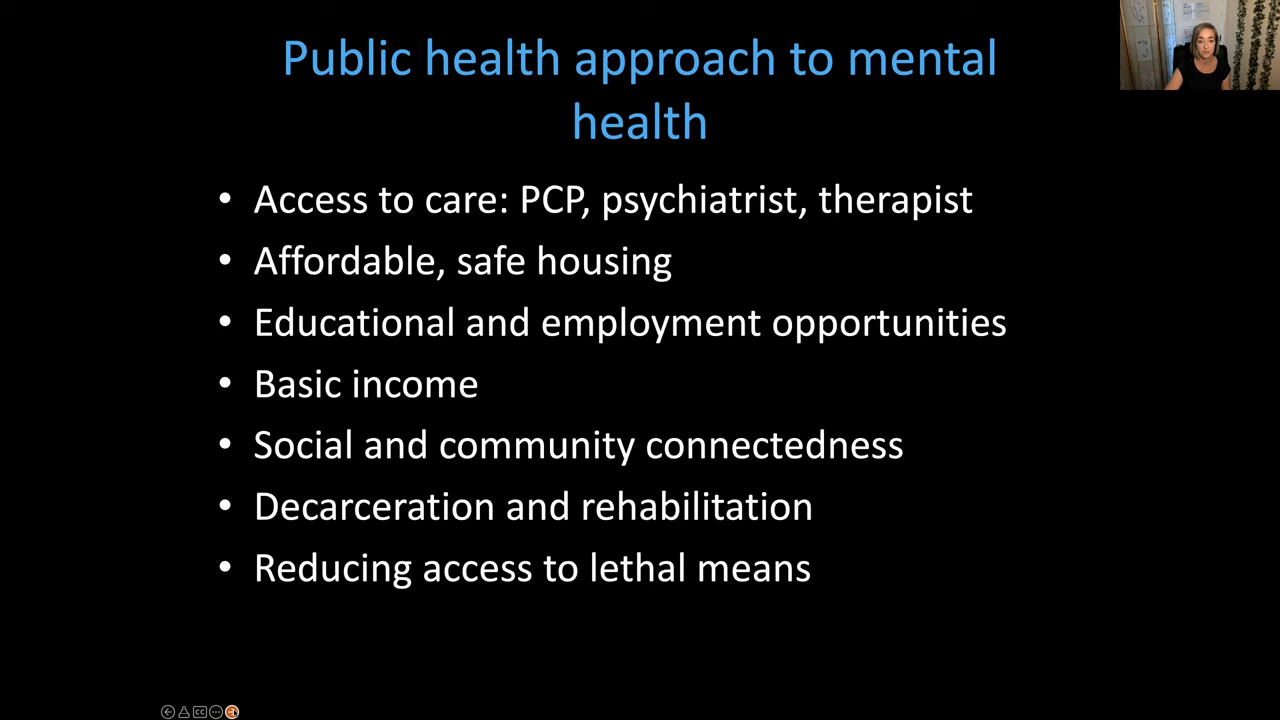 Public health approach to mental
health
• Access to care: PCP, psychiatrist, therapist
• Affordable, safe housing
• Educational and employment opportunities
• Basic income
• Social and community connectedness
• Decarceration and rehabilitation
• Reducing access to lethal means
CC